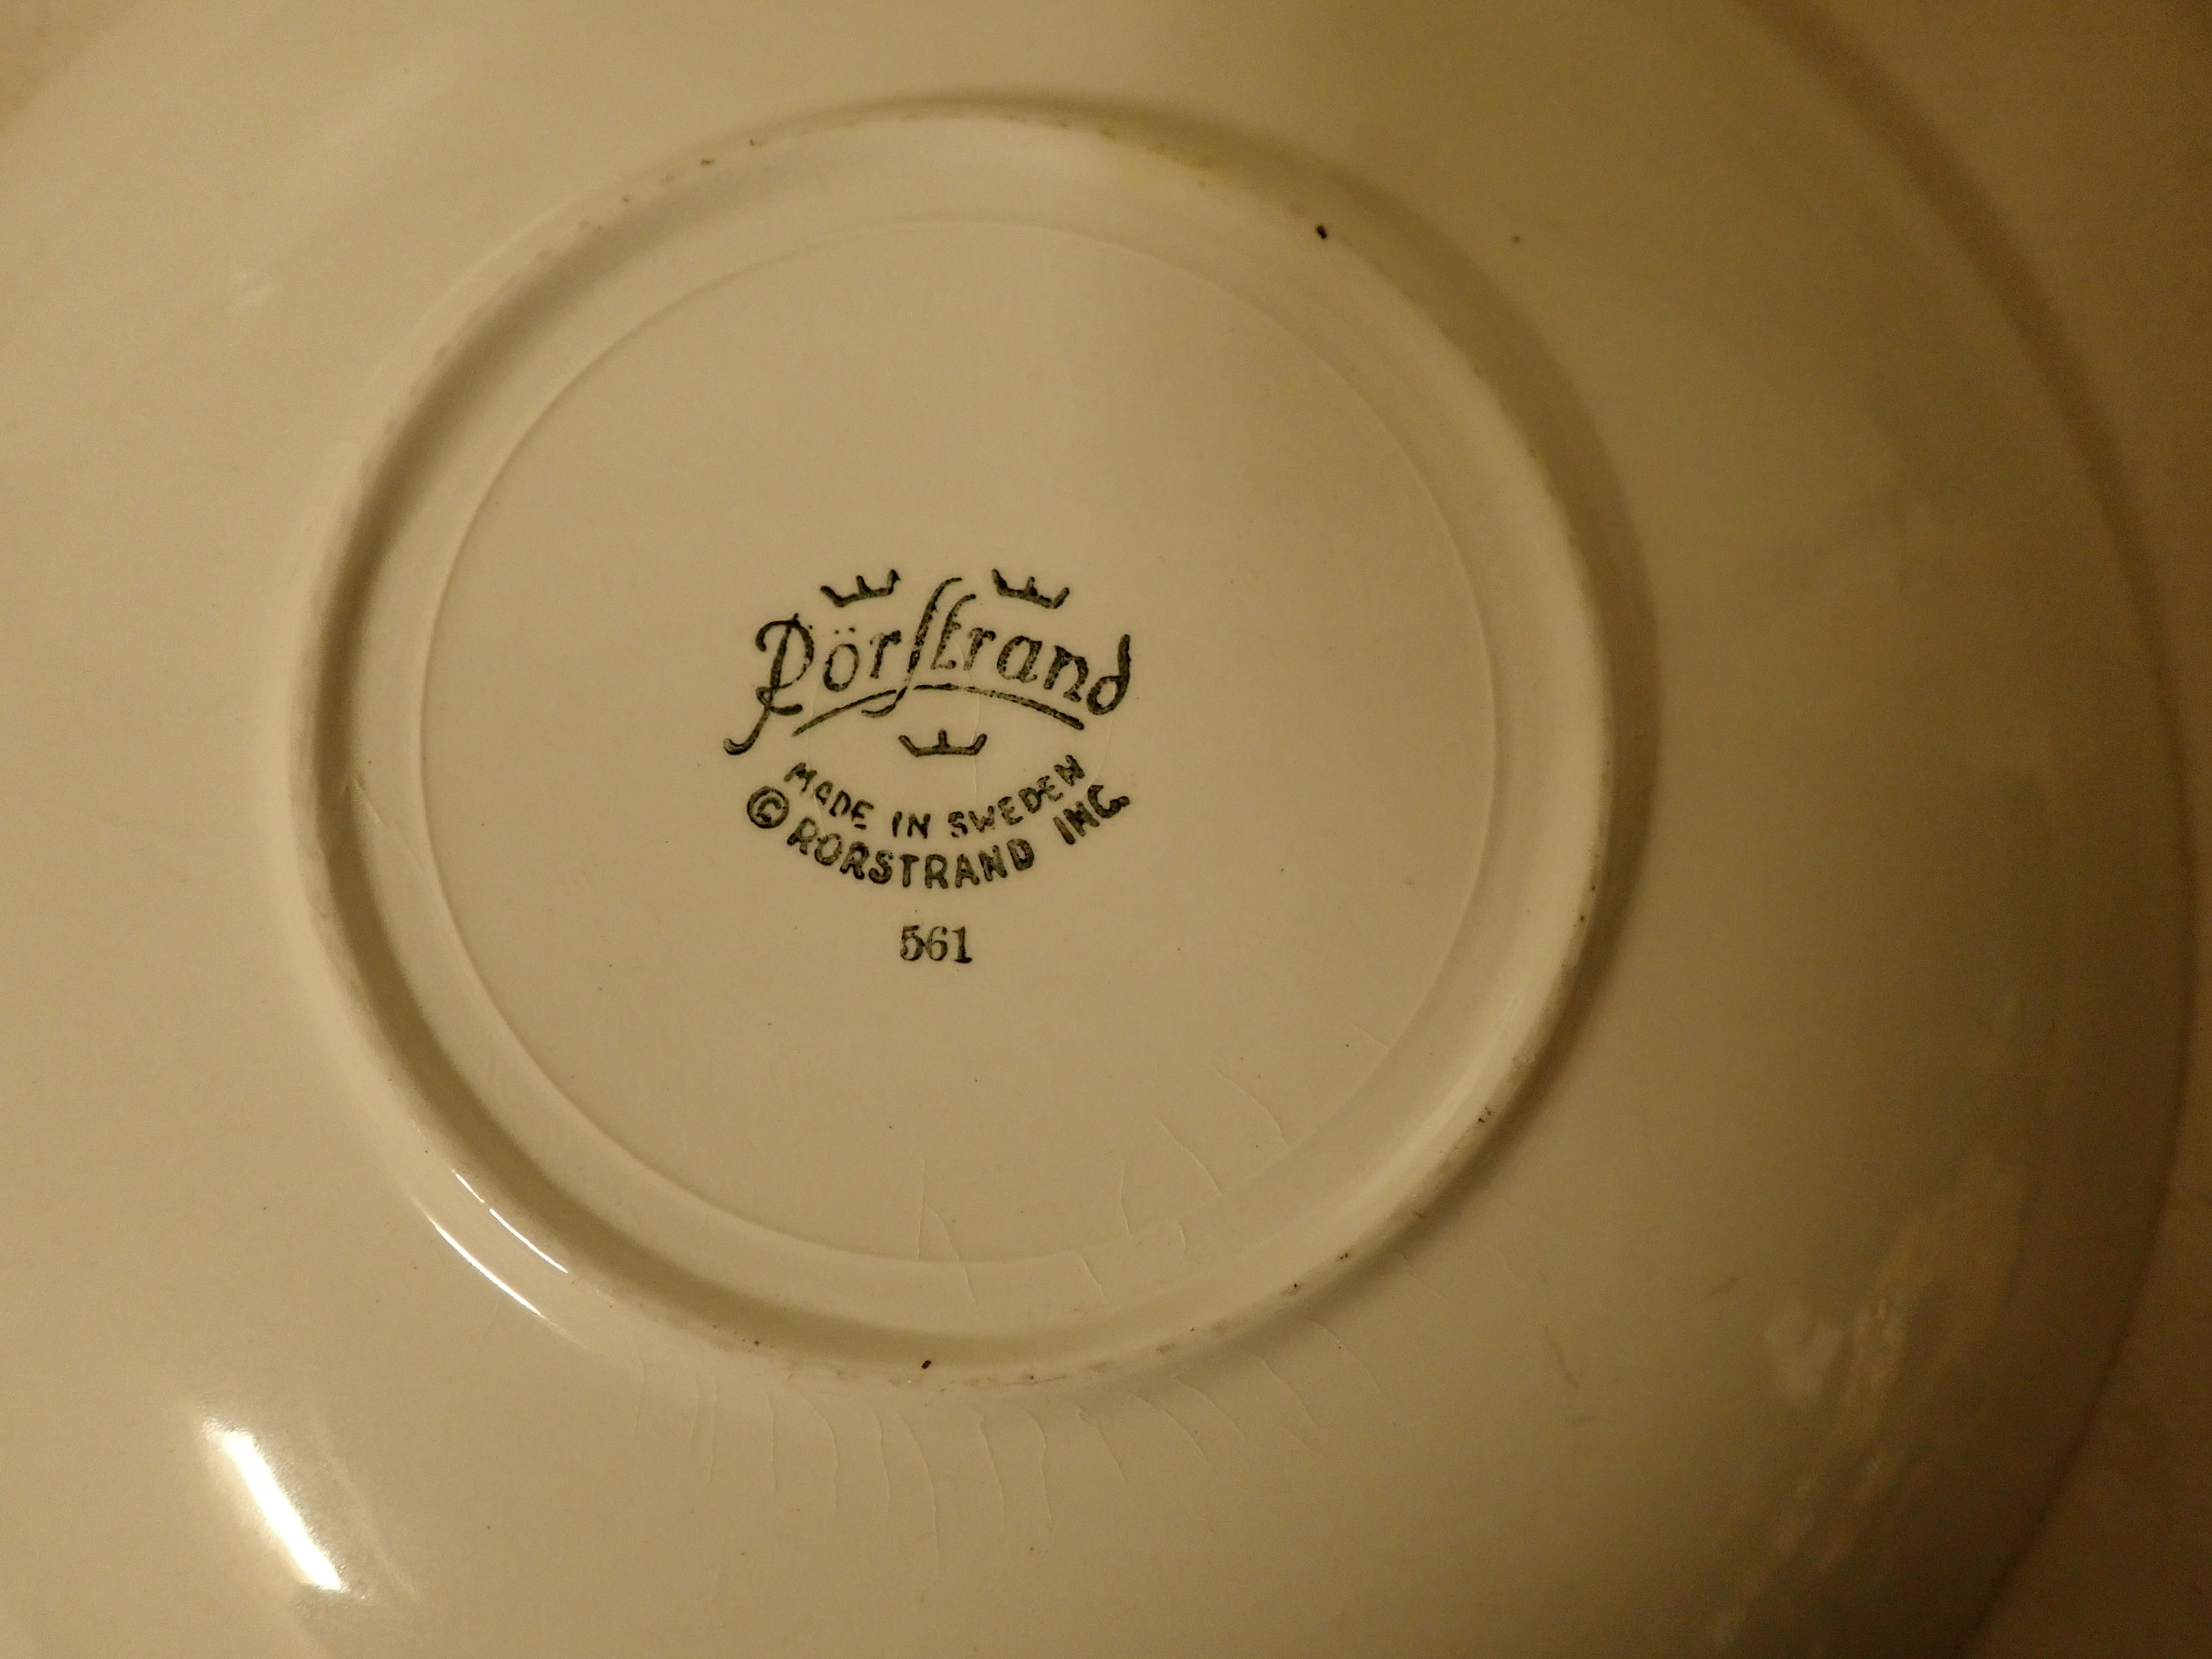 Rörstrand
MADE IN SWEDEN
© RORSTRAND INC.
561